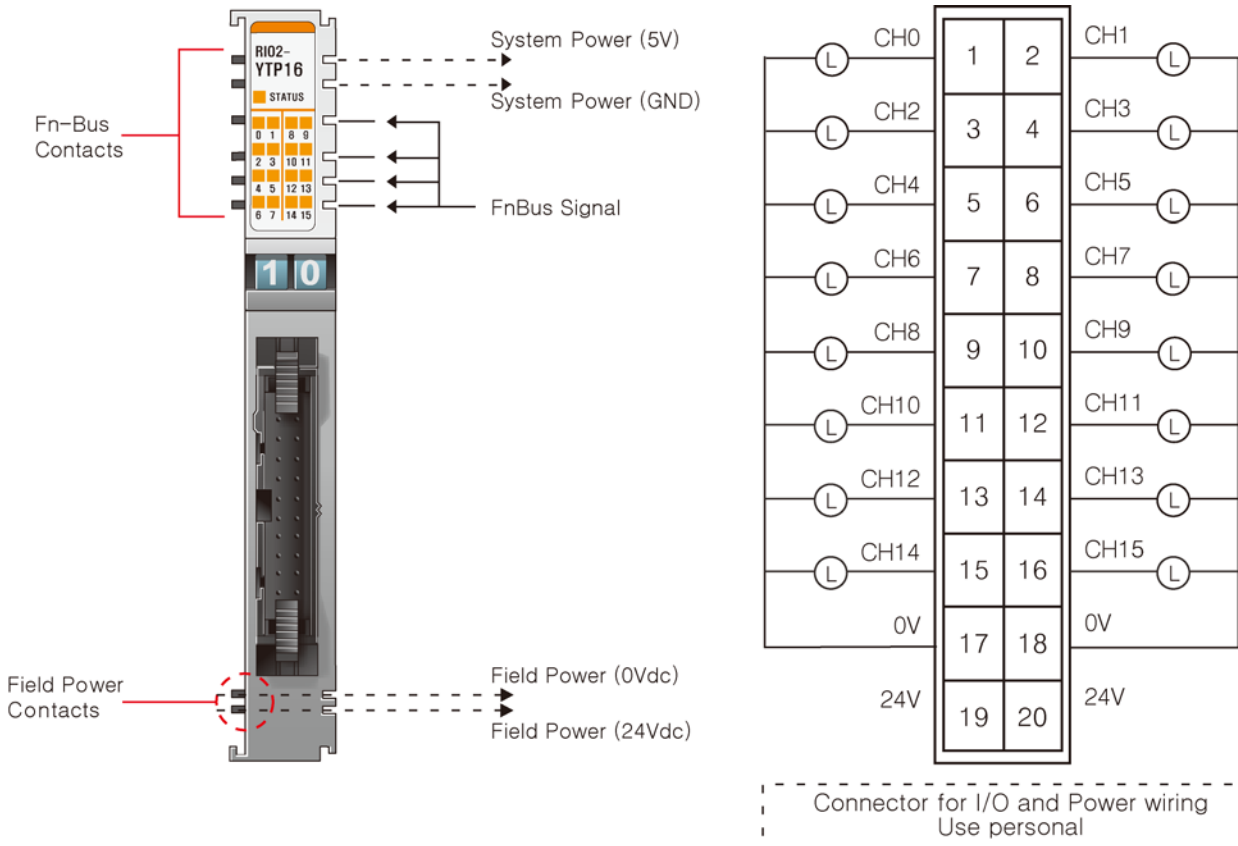 RIO2-
YTP16
STATUS
0 1 8 9
2 3 10 11
4 5 12 13
6 7 14 15
10
Fn-Bus
Contacts
System Power (5V)
System Power (GND)
FnBus Signal
Field Power
Contacts
Field Power (0Vdc)
Field Power (24Vdc)
L CH0 1 2 CH1 L
L CH2 3 4 CH3 L
L CH4 5 6 CH5 L
L CH6 7 8 CH7 L
L CH8 9 10 CH9 L
L CH10 11 12 CH11 L
L CH12 13 14 CH13 L
L CH14 15 16 CH15 L
0V 17 18 0V
24V 19 20 24V
Connector for I/O and Power wiring
Use personal